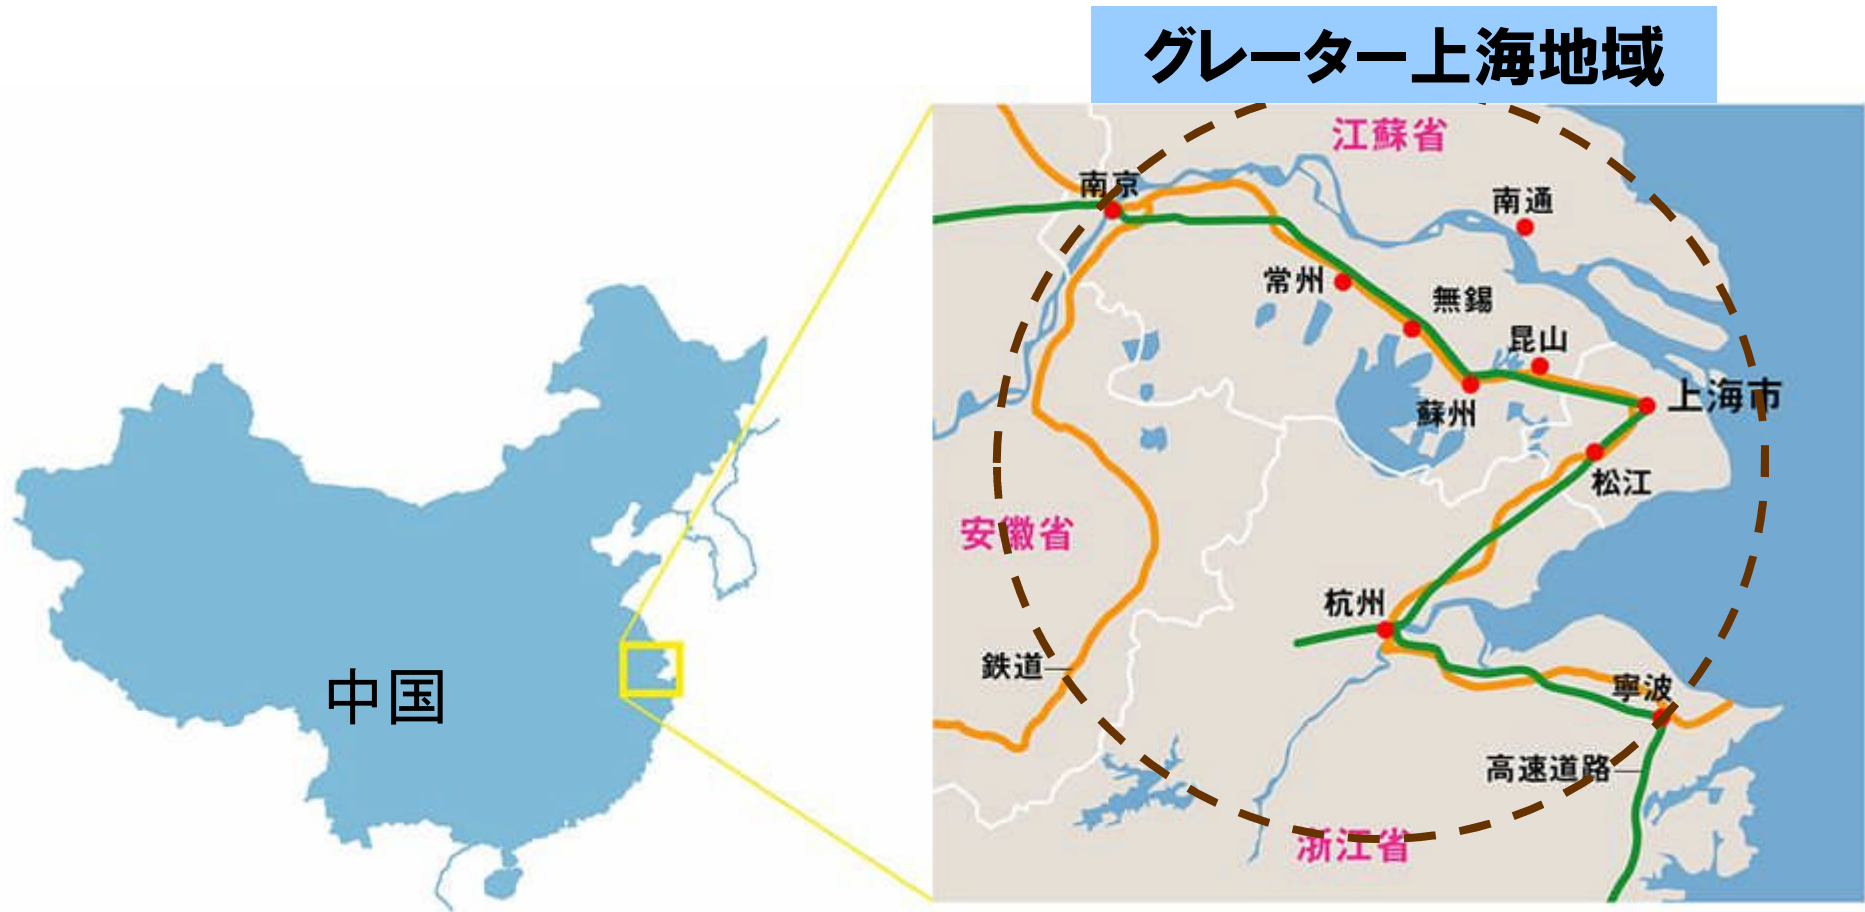 グレーター上海地域
江蘇省
南京
南通
常州
無錫
昆山
上海市
蘇州
松江
安徽省
杭州
鉄道
中国
寧波
高速道路
浙江省